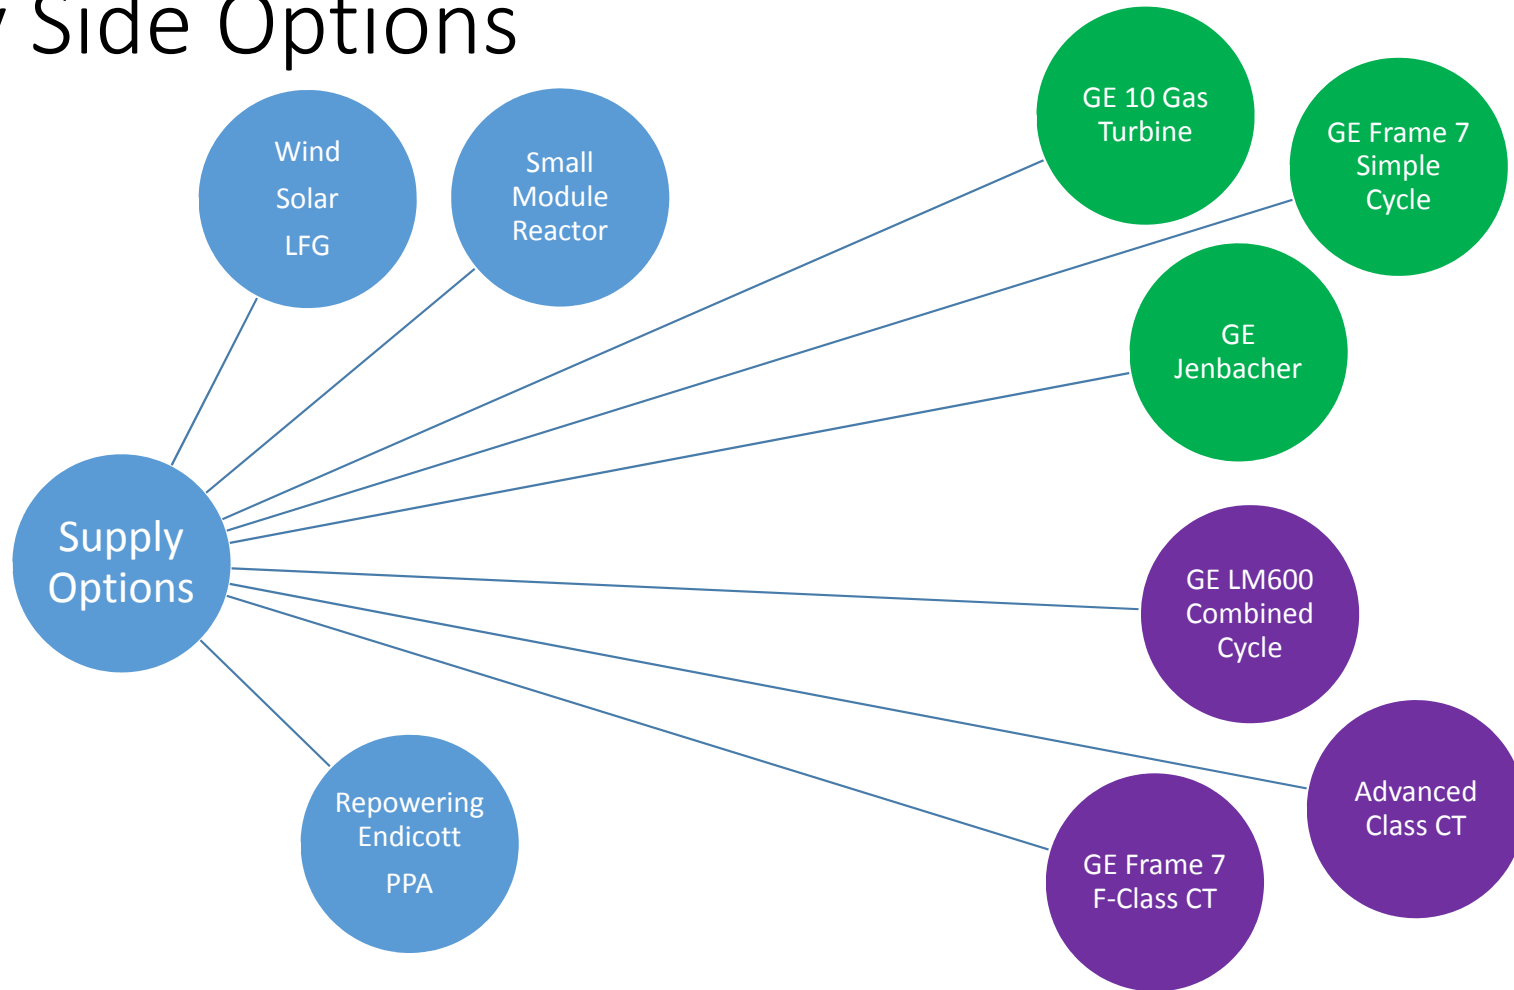 Side Options
Wind
Solar
LFG
Small
Module
Reactor
GE 10 Gas
Turbine
GE Frame 7
Simple
Cycle
GE
Jenbacher
Supply
Options
GE LM600
Combined
Cycle
Advanced
Class CT
GE Frame 7
F-Class CT
Repowering
Endicott
PPA